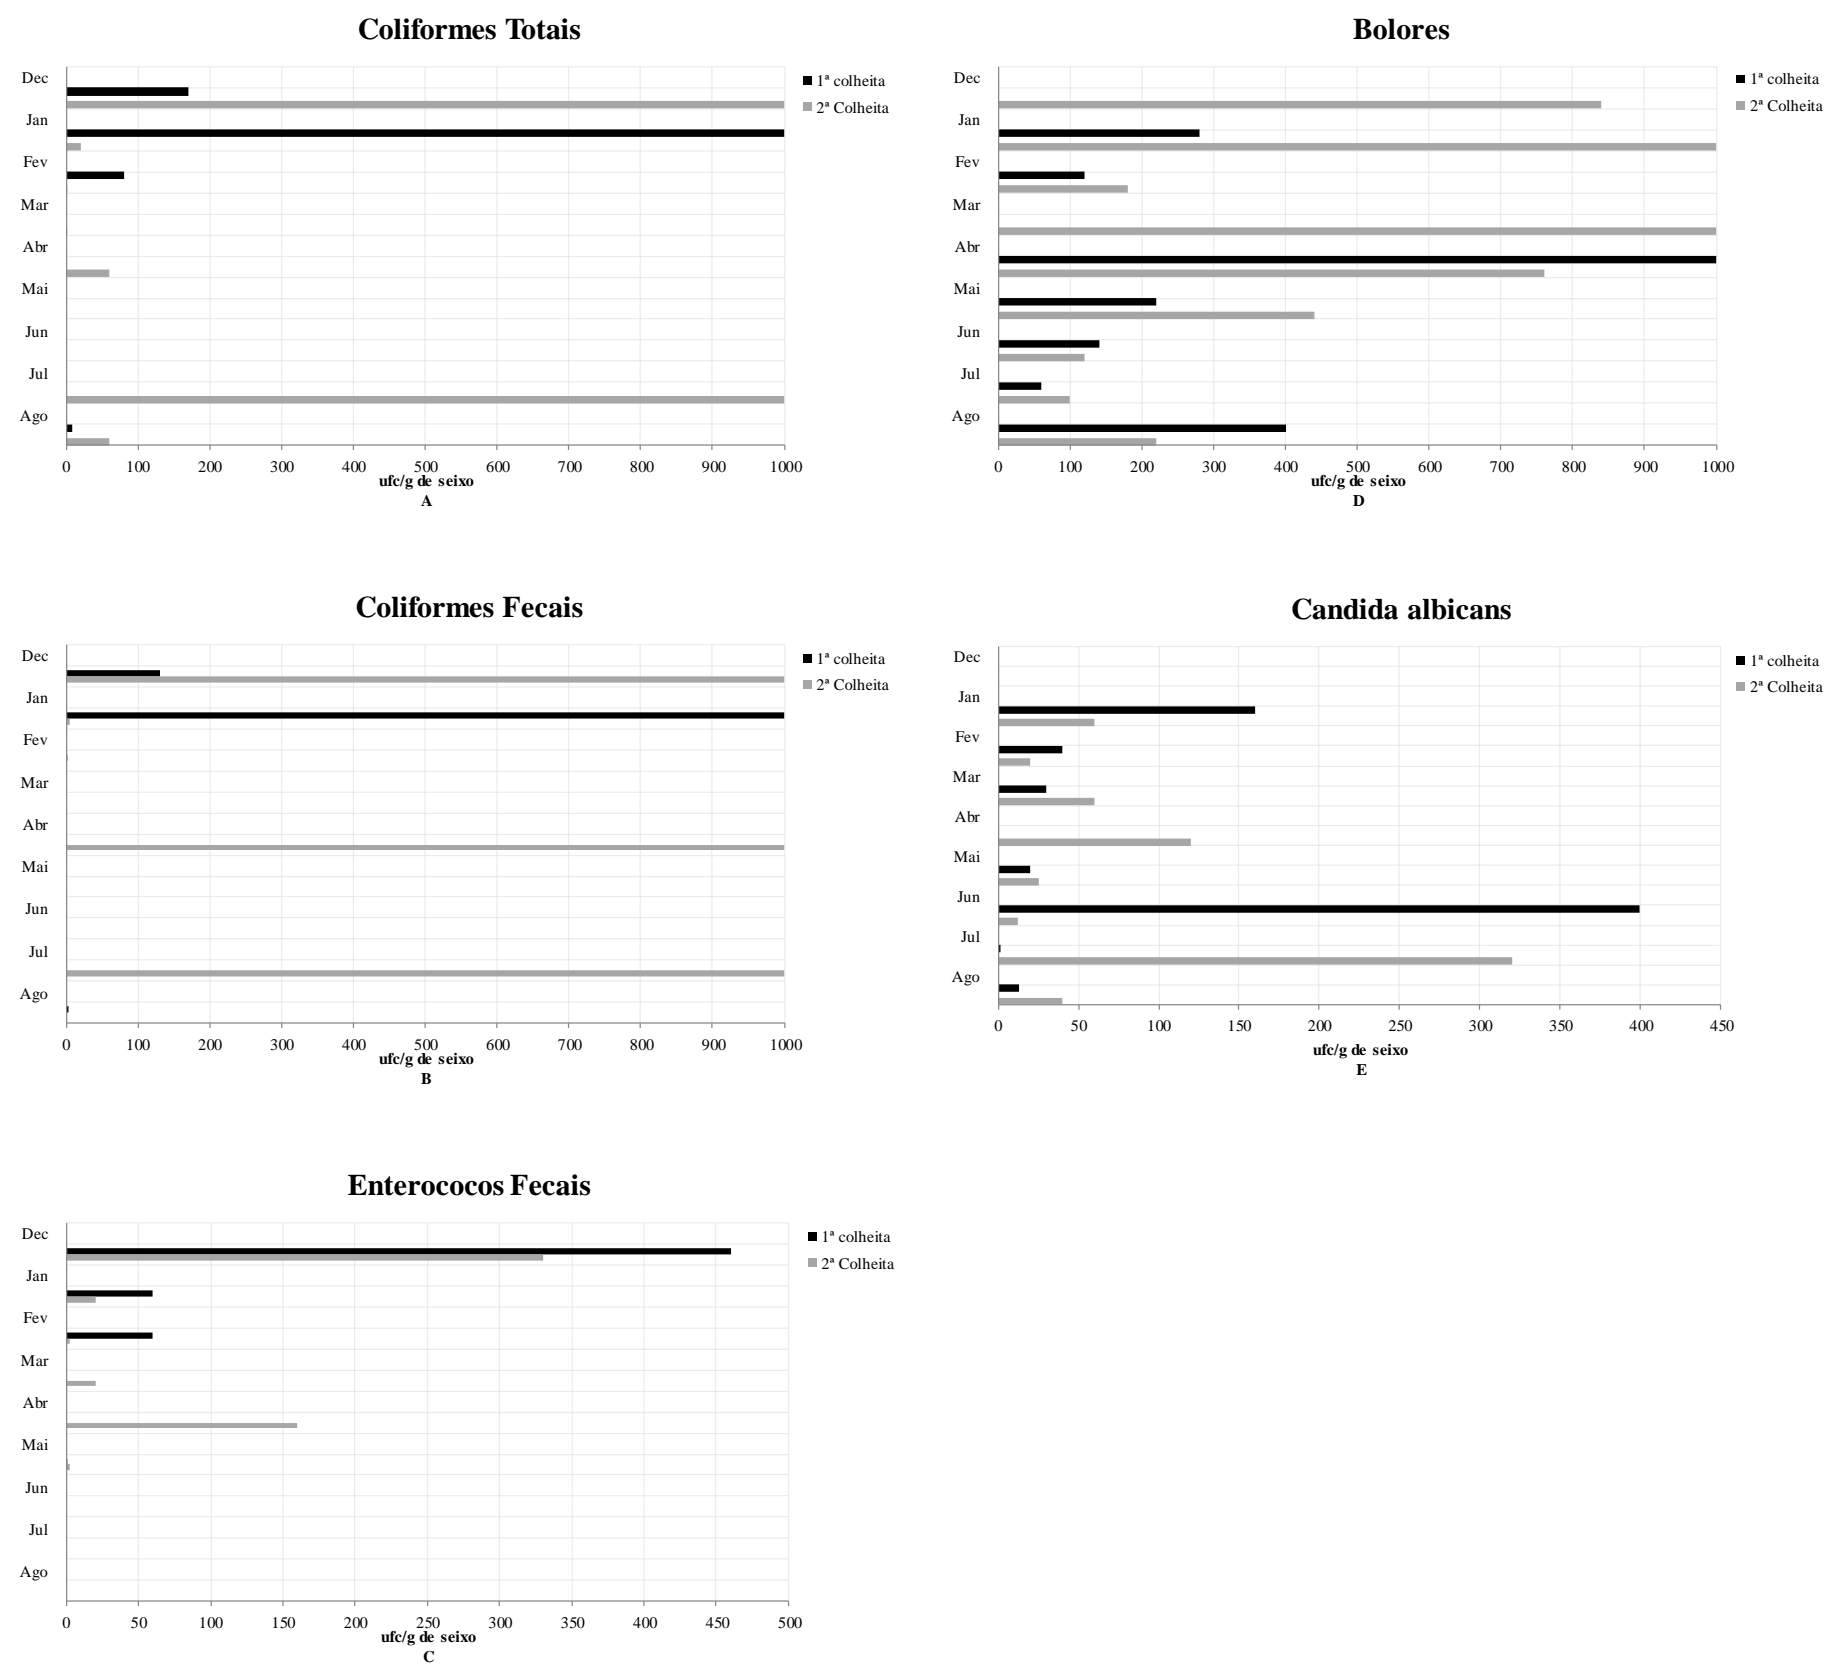 Coliformes Totais
Dec
Jan
Fev
Mar
Abr
Mai
Jun
Jul
Ago
0 100 200 300 400 500 600 700 800 900 1000
ufc/g de seixo
A
1ª colheita
2ª Colheita
Bolores
Dec
Jan
Fev
Mar
Abr
Mai
Jun
Jul
Ago
0 100 200 300 400 500 600 700 800 900 1000
ufc/g de seixo
D
1ª colheita
2ª Colheita
Coliformes Fecais
Dec
Jan
Fev
Mar
Abr
Mai
Jun
Jul
Ago
0 100 200 300 400 500 600 700 800 900 1000
ufc/g de seixo
B
1ª colheita
2ª Colheita
Candida albicans
Dec
Jan
Fev
Mar
Abr
Mai
Jun
Jul
Ago
0 50 100 150 200 250 300 350 400 450
ufc/g de seixo
E
1ª colheita
2ª Colheita
Enterococos Fecais
Dec
Jan
Fev
Mar
Abr
Mai
Jun
Jul
Ago
0 50 100 150 200 250 300 350 400 450 500
ufc/g de seixo
C
1ª colheita
2ª Colheita